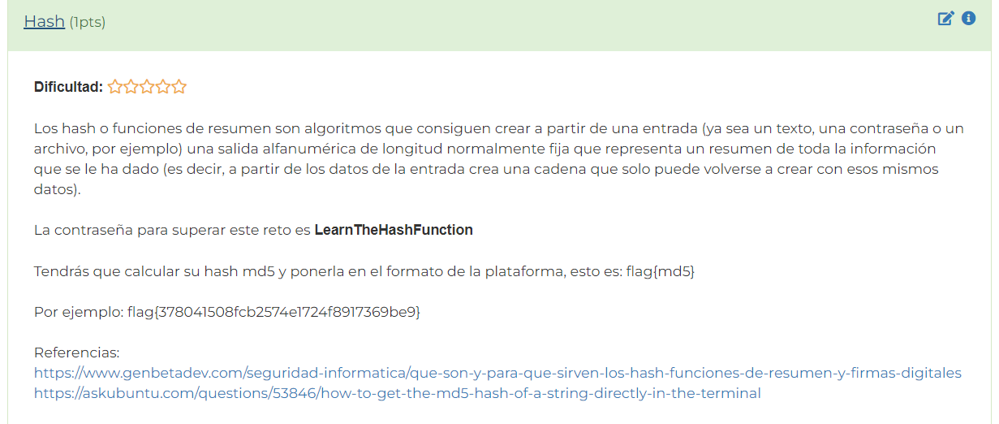 Hash (1pts)
Dificultad:
Los hash o funciones de resumen son algoritmos que consiguen crear a partir de una entrada (ya sea un texto, una contraseña o un
archivo, por ejemplo) una salida alfanumérica de longitud normalmente fija que representa un resumen de toda la información
que se le ha dado (es decir, a partir de los datos de la entrada crea una cadena que solo puede volverse a crear con esos mismos
datos).
La contraseña para superar este reto es LearnTheHashFunction
Tendrás que calcular su hash md5 y ponerla en el formato de la plataforma, esto es: flag{md5}
Por ejemplo: flag{378041508fcb2574e1724f8917369be9}
Referencias:
https://www.genbetadev.com/seguridad-informatica/que-son-y-para-que-sirven-los-hash-funciones-de-resumen-y-firmas-digitales
https://askubuntu.com/questions/53846/how-to-get-the-md5-hash-of-a-string-directly-in-the-terminal